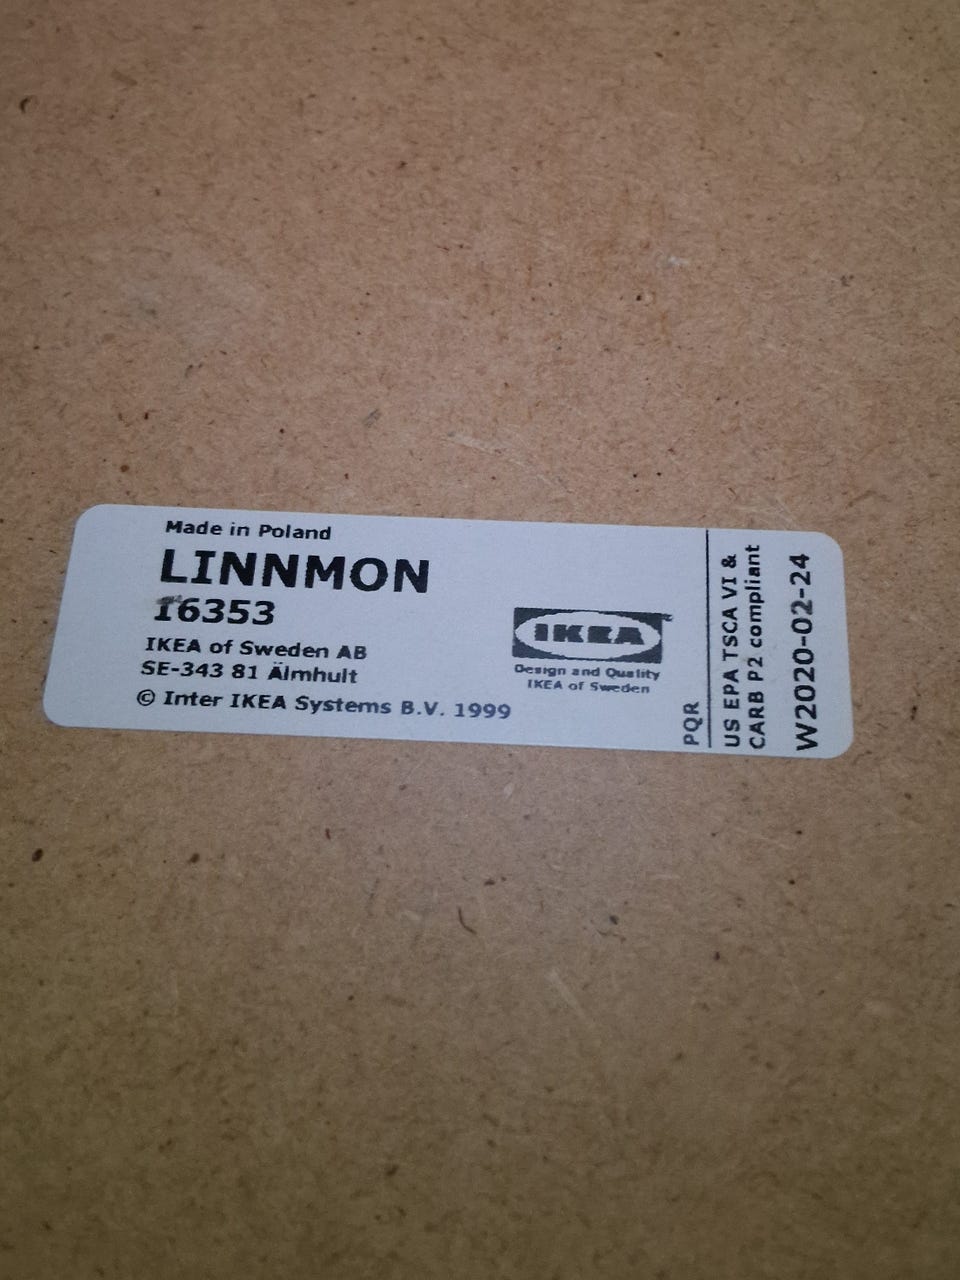 Made in Poland
LINNMON
16353
IKEA of Sweden AB
SE-343 81 Älmhult
© Inter IKEA Systems B.V. 1999
IKEA
Design and Quality
IKEA of Sweden
PQR
US EPA TSCA VI &
CARB P2 compliant
W2020-02-24